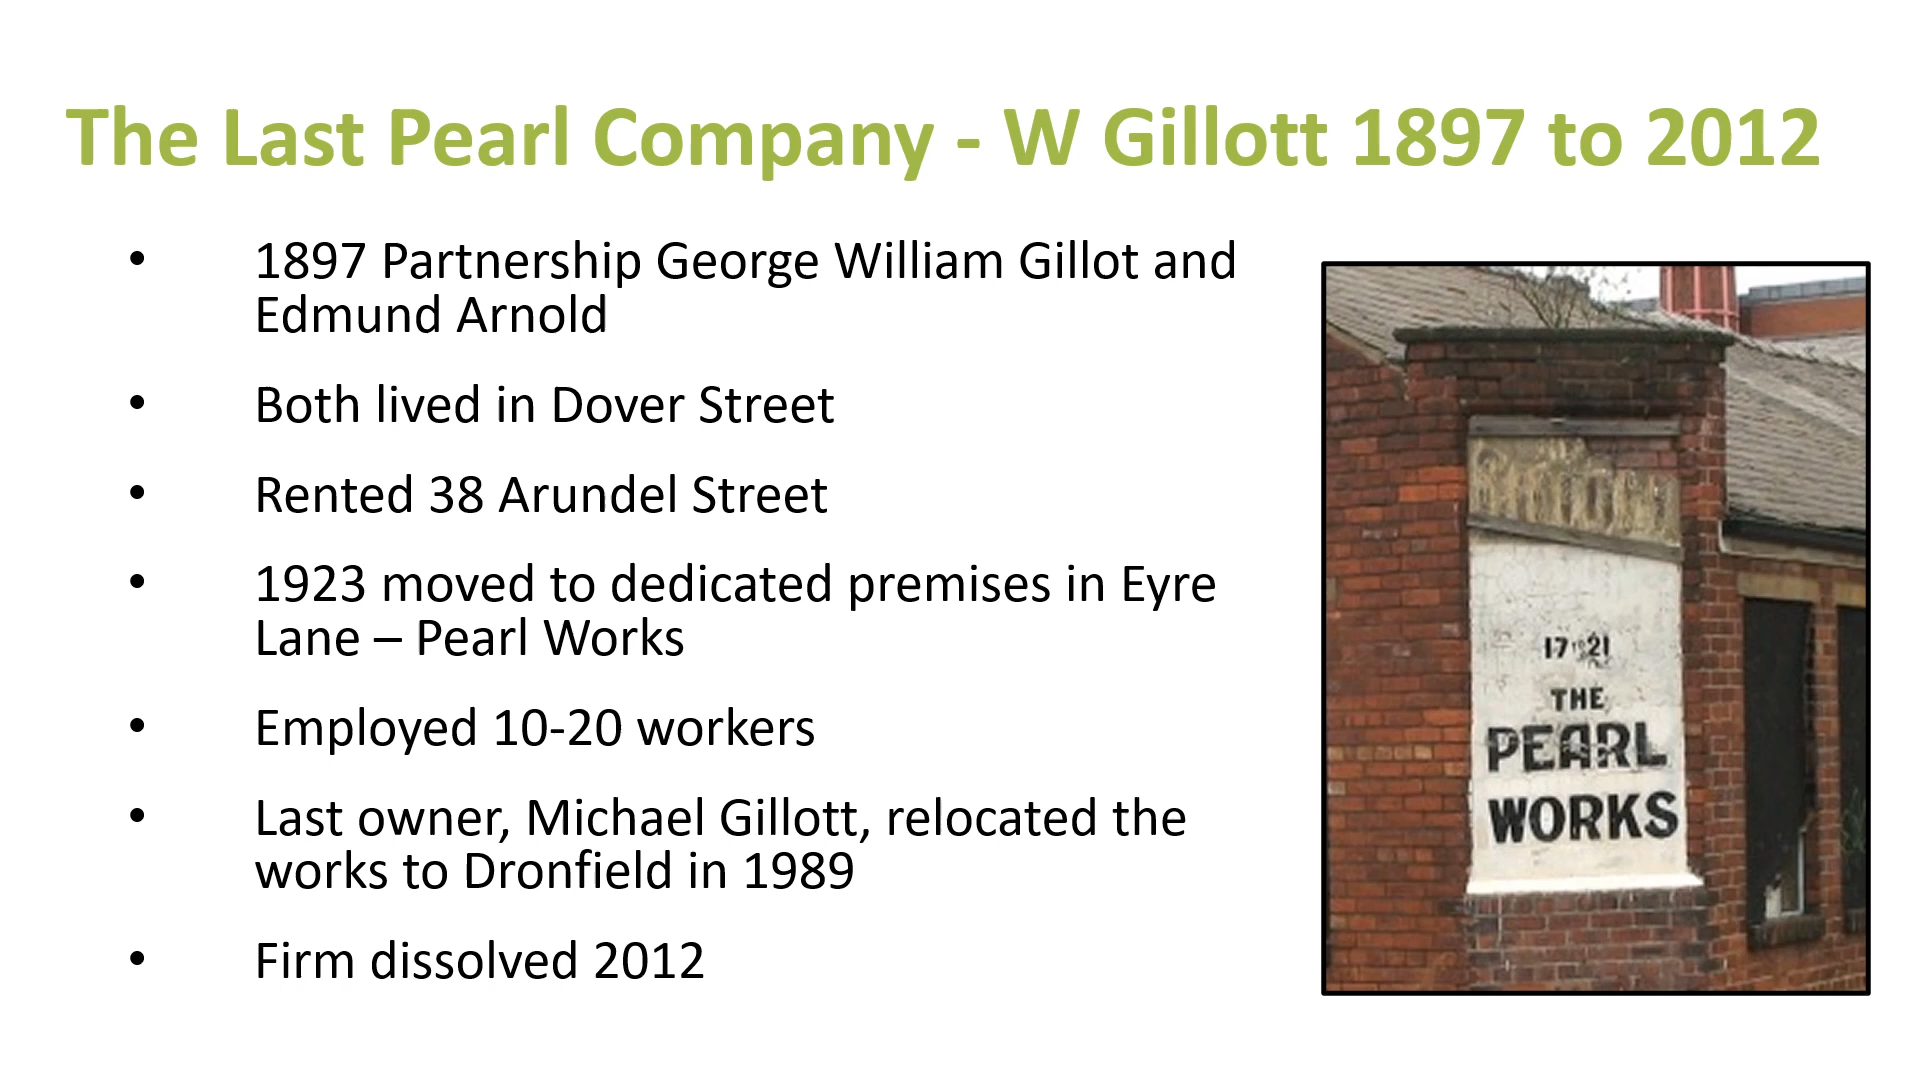 The Last Pearl Company - W Gillott 1897 to 2012
• 1897 Partnership George William Gillot and
Edmund Arnold
• Both lived in Dover Street
• Rented 38 Arundel Street
• 1923 moved to dedicated premises in Eyre
Lane – Pearl Works
• Employed 10-20 workers
• Last owner, Michael Gillott, relocated the
works to Dronfield in 1989
• Firm dissolved 2012
17 21
THE
PEARL
WORKS